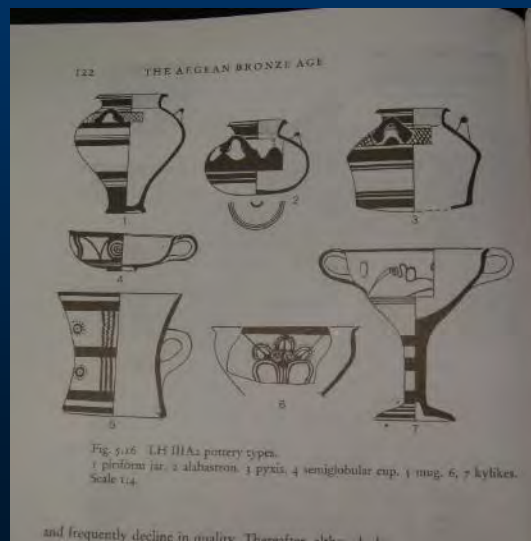 122 THE AEGEAN BRONZE AGE
1
2
3
4
5
6
7
Fig. 5.16 LH IIIA2 pottery types.
1 piriform jar. 2 alabastron. 3 pyxis. 4 semiglobular cup. 5 mug. 6, 7 kylikes.
Scale 1:4.
and frequently decline in quality. Thereafter, although